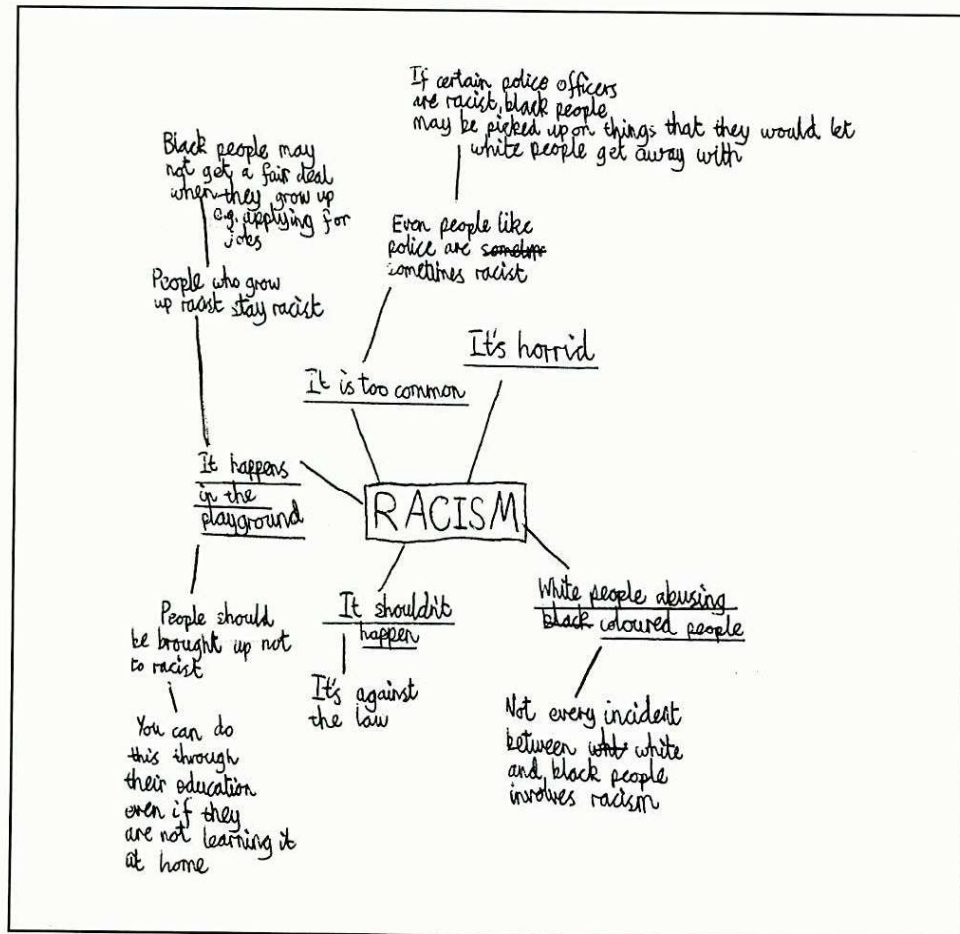 If certain police officers
are racist, black people
may be picked up on things that they would let
white people get away with
Black people may
not get a fair deal
when they grow up
e.g. applying for
jobs
Even people like
police are sometim
sometimes racist
People who grow
up racist stay racist
It's horrid
It is too common
It happens
in the
playground
RACISM
White people abusing
black coloured people
It shouldn't
happen
People should
be brought up not
to racist
It's against
the law
Not every incident
between whit white
and black people
involves racism
You can do
this through
their education
even if they
are not learning it
at home